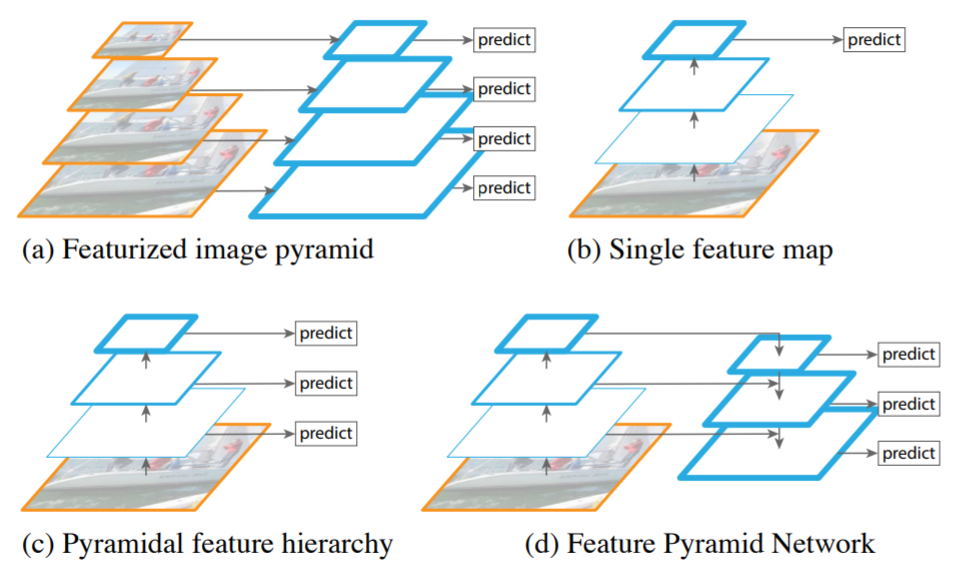 predict
predict
predict
predict
predict
(a) Featurized image pyramid
(b) Single feature map
predict
predict
predict
predict
predict
predict
(c) Pyramidal feature hierarchy
(d) Feature Pyramid Network